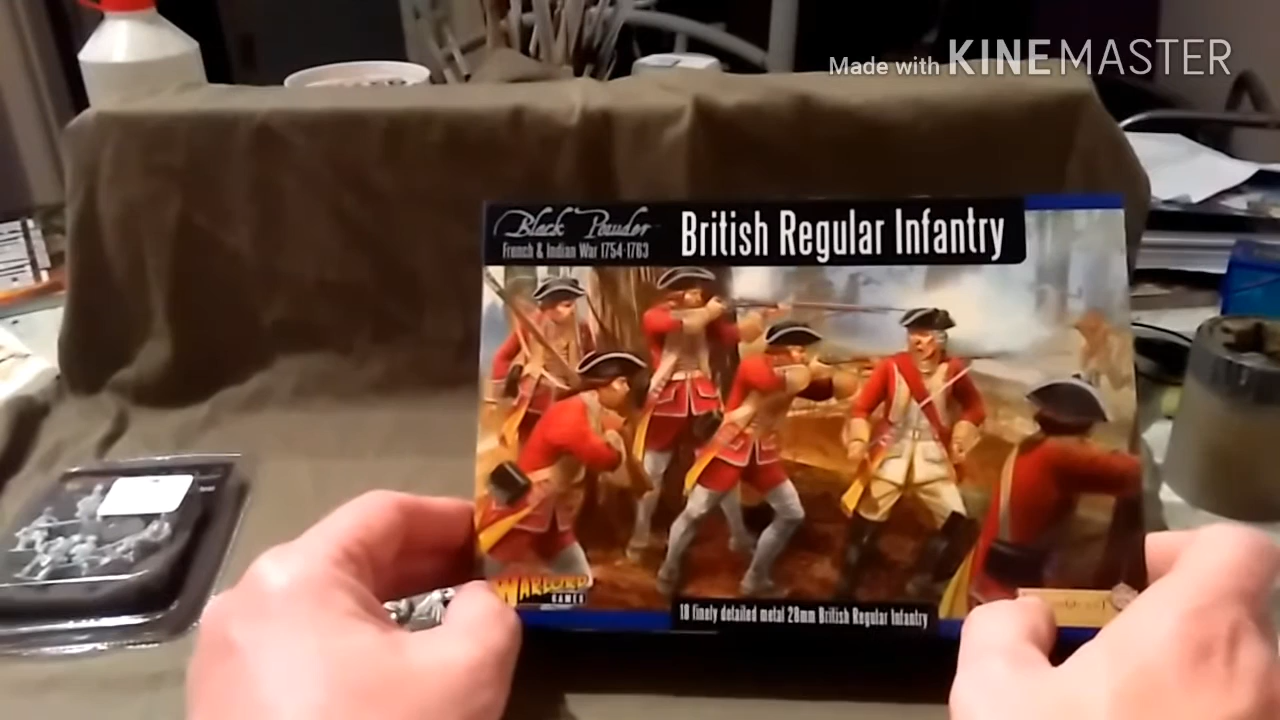 Made with KINEMASTER
Black Powder
French & Indian War 1754-1763
British Regular Infantry
WARLORD
GAMES
18 finely detailed metal 28mm British Regular Infantry